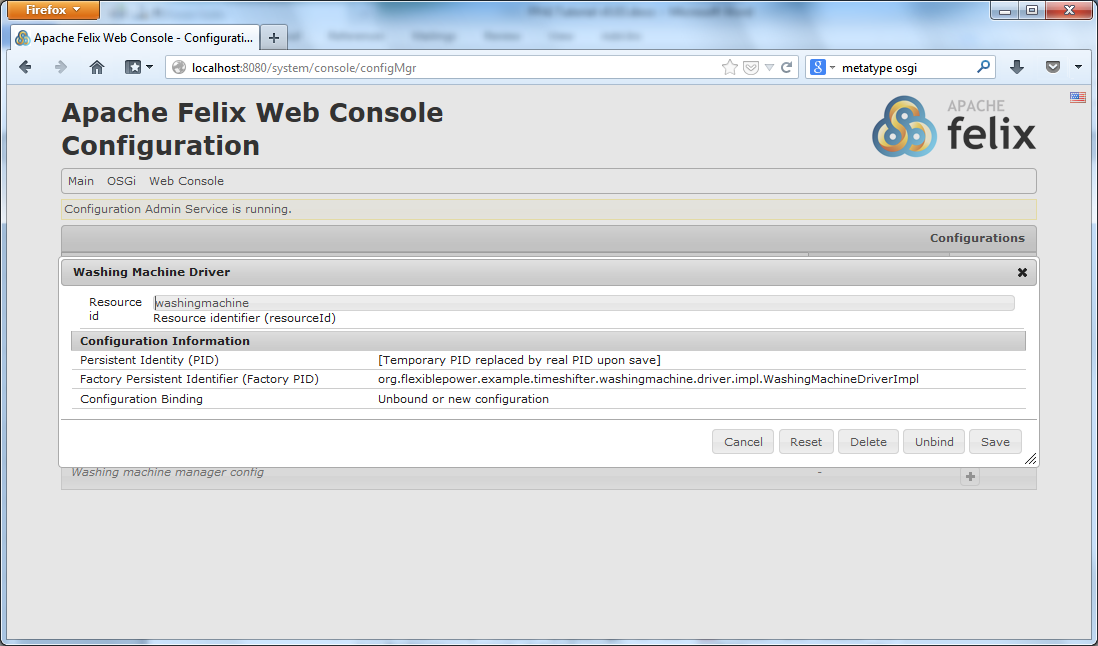 Firefox
Apache Felix Web Console - Configurati...
localhost:8080/system/console/configMgr
metatype osgi
Apache Felix Web Console
Configuration
APACHE
felix
Main OSGi Web Console
Configuration Admin Service is running.
Configurations
Washing Machine Driver
Resource id
washingmachine
Resource identifier (resourceId)
Configuration Information
Persistent Identity (PID) [Temporary PID replaced by real PID upon save]
Factory Persistent Identifier (Factory PID) org.flexiblepower.example.timeshifter.washingmachine.driver.impl.WashingMachineDriverImpl
Configuration Binding Unbound or new configuration
Cancel Reset Delete Unbind Save
Washing machine manager config -